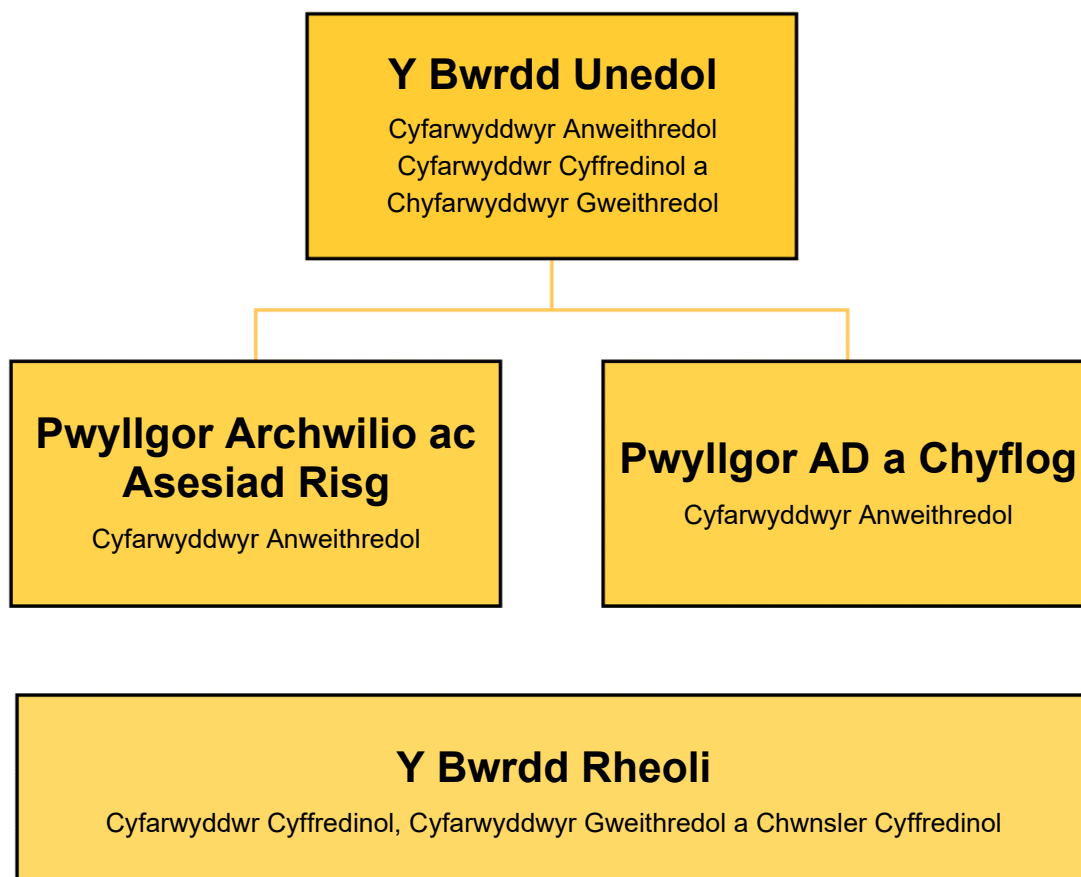 Y Bwrdd Unedol
Cyfarwyddwyr Anweithredol
Cyfarwyddwr Cyffredinol a
Chyfarwyddwyr Gweithredol
Pwyllgor Archwilio ac
Asesiad Risg
Cyfarwyddwyr Anweithredol
Pwyllgor AD a Chyflog
Cyfarwyddwyr Anweithredol
Y Bwrdd Rheoli
Cyfarwyddwr Cyffredinol, Cyfarwyddwyr Gweithredol a Chwnsler Cyffredinol